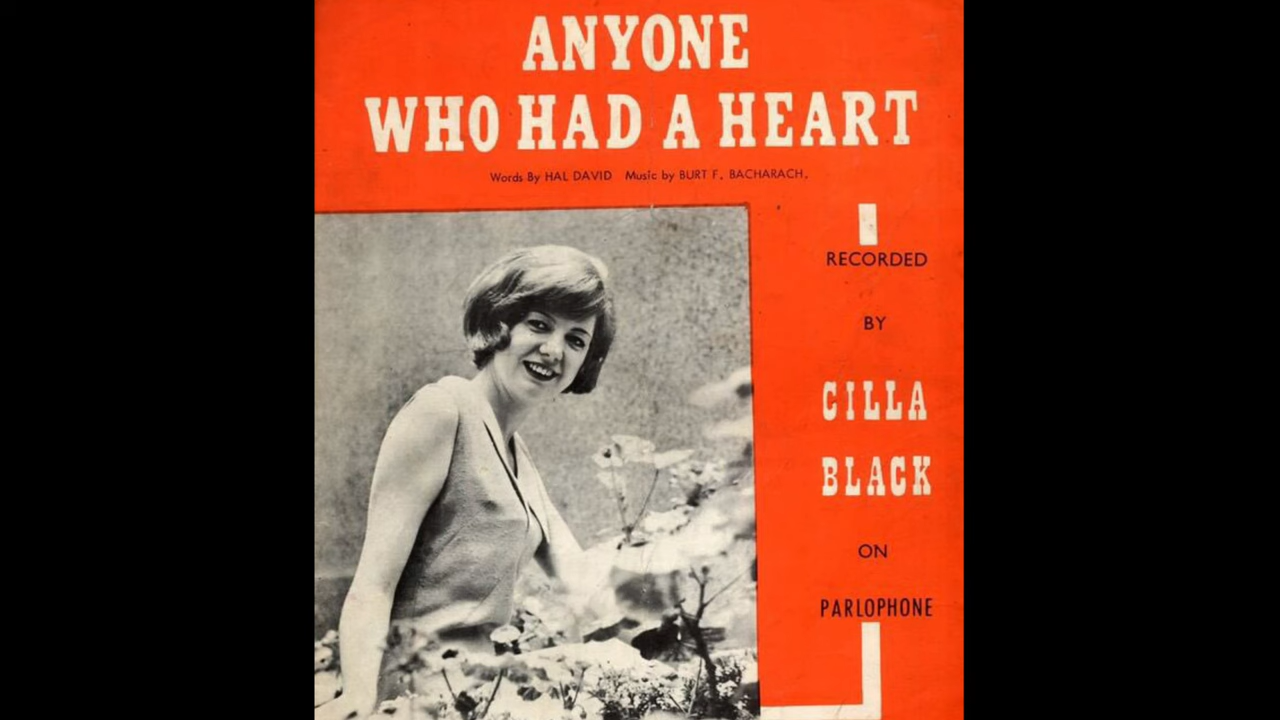 ANYONE
WHO HAD A HEART
Words By HAL DAVID Music by BURT F. BACHARACH.
RECORDED
BY
CILLA
BLACK
ON
PARLOPHONE